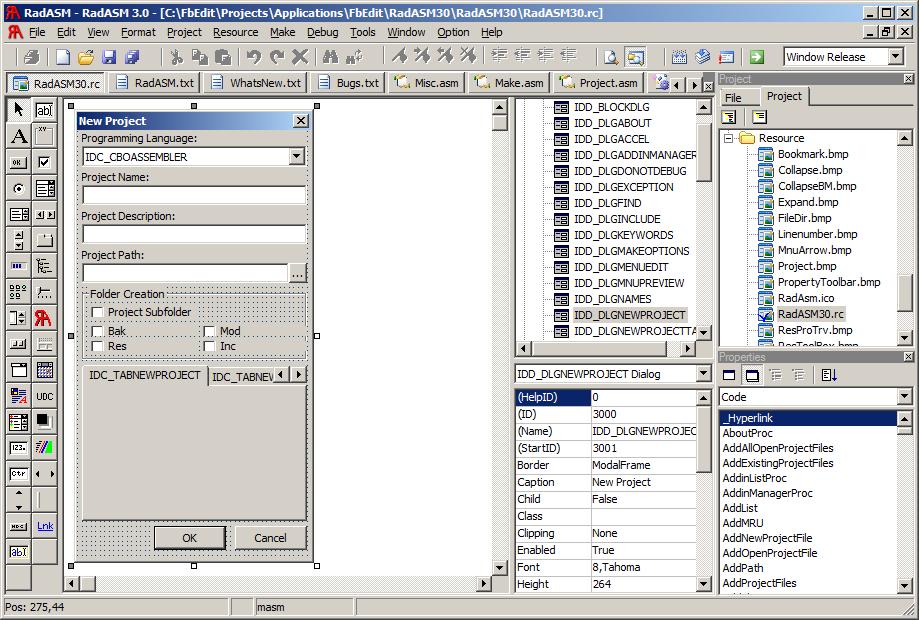 RadASM - RadASM 3.0 - [C:\FbEdit\Projects\Applications\FbEdit\RadASM30\RadASM30\RadASM30.rc]
File Edit View Format Project Resource Make Debug Tools Window Option Help
Window Release
RadASM30.rc RadASM.txt WhatsNew.txt Bugs.txt Misc.asm Make.asm Project.asm
New Project
Programming Language:
IDC_CBOASSEMBLER
Project Name:
Project Description:
Project Path:
...
Folder Creation
Project Subfolder
Bak Mod
Res Inc
IDC_TABNEWPROJECT IDC_TABNEW
OK Cancel
IDD_BLOCKDLG
IDD_DLGABOUT
IDD_DLGACCEL
IDD_DLGADDINMANAGER
IDD_DLGDONOTDEBUG
IDD_DLGEXCEPTION
IDD_DLGFIND
IDD_DLGINCLUDE
IDD_DLGKEYWORDS
IDD_DLGMAKEOPTIONS
IDD_DLGMENUEDIT
IDD_DLGMNUPREVIEW
IDD_DLGNAMES
IDD_DLGNEWPROJECT
IDD_DLGNEWPROJECTTA
IDD_DLGNEWPROJECT Dialog
(HelpID) 0
(ID) 3000
(Name) IDD_DLGNEWPROJEC
(StartID) 3001
Border ModalFrame
Caption New Project
Child False
Class
Clipping None
Enabled True
Font 8,Tahoma
Height 264
Project
File Project
Resource
Bookmark.bmp
Collapse.bmp
CollapseBM.bmp
Expand.bmp
FileDir.bmp
Linenumber.bmp
MnuArrow.bmp
Project.bmp
PropertyToolbar.bmp
RadAsm.ico
RadASM30.rc
ResProTrv.bmp
ResToolBox.bmp
Properties
Code
_Hyperlink
AboutProc
AddAllOpenProjectFiles
AddExistingProjectFiles
AddinListProc
AddinManagerProc
AddList
AddMRU
AddNewProjectFile
AddOpenProjectFile
AddPath
AddProjectFiles
abl
A
OK
UDC
123.
Ctr
Link
abl
Pos: 275,44 masm